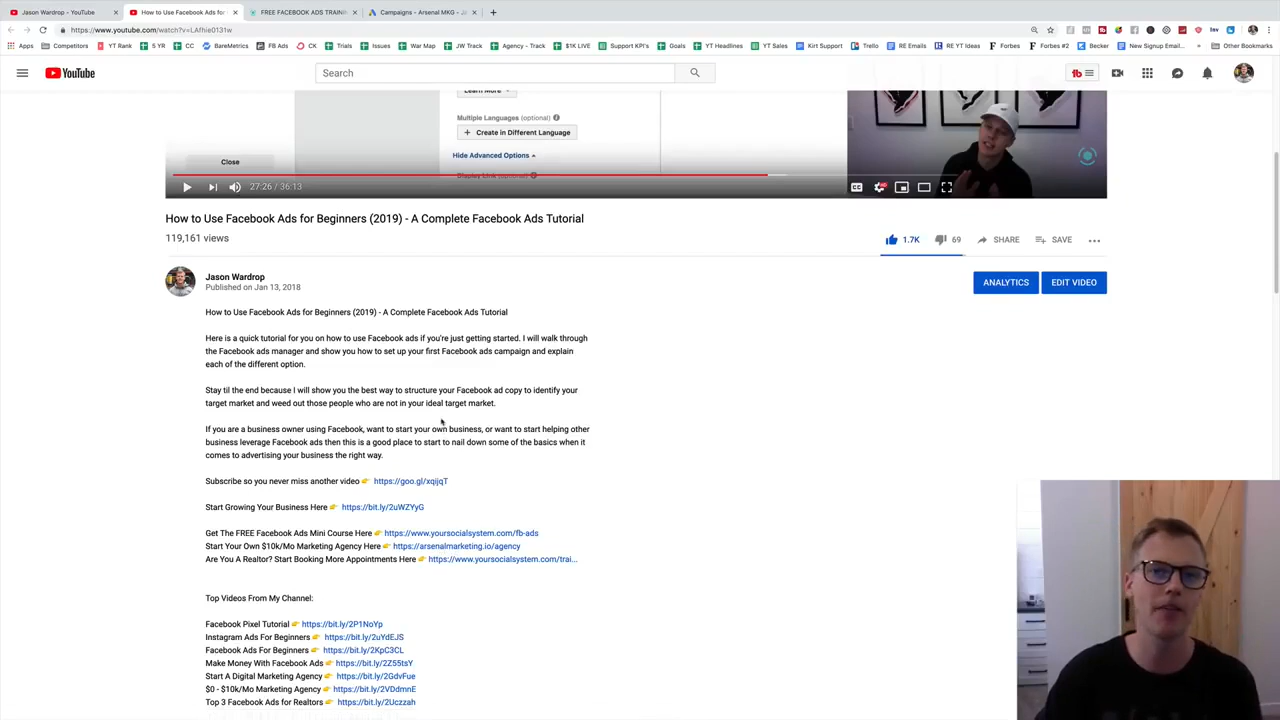 Jason Wardrop - YouTube
How to Use Facebook Ads for
FREE FACEBOOK ADS TRAININ
Campaigns - Arsenal MKG - Ja
https://www.youtube.com/watch?v=LAfhie0131w
Apps Competitors YT Rank 5 YR CC BareMetrics FB Ads CK Trials Issues War Map JW Track Agency - Track $1K LIVE Support KPI's Goals YT Headlines YT Sales Kirt Support Trello RE Emails RE YT Ideas Forbes Forbes #2 Becker New Signup Email... Other Bookmarks
YouTube
Search
Learn More
Multiple Languages (optional)
+ Create in Different Language
Close
Hide Advanced Options
27:26 / 36:13
How to Use Facebook Ads for Beginners (2019) - A Complete Facebook Ads Tutorial
119,161 views
1.7K 69 SHARE SAVE
Jason Wardrop
Published on Jan 13, 2018
ANALYTICS
EDIT VIDEO
How to Use Facebook Ads for Beginners (2019) - A Complete Facebook Ads Tutorial
Here is a quick tutorial for you on how to use Facebook ads if you're just getting started. I will walk through
the Facebook ads manager and show you how to set up your first Facebook ads campaign and explain
each of the different option.
Stay til the end because I will show you the best way to structure your Facebook ad copy to identify your
target market and weed out those people who are not in your ideal target market.
If you are a business owner using Facebook, want to start your own business, or want to start helping other
business leverage Facebook ads then this is a good place to start to nail down some of the basics when it
comes to advertising your business the right way.
Subscribe so you never miss another video 👉 https://goo.gl/xqijqT
Start Growing Your Business Here 👉 https://bit.ly/2uWZYyG
Get The FREE Facebook Ads Mini Course Here 👉 https://www.yoursocialsystem.com/fb-ads
Start Your Own $10k/Mo Marketing Agency Here 👉 https://arsenalmarketing.io/agency
Are You A Realtor? Start Booking More Appointments Here 👉 https://www.yoursocialsystem.com/trai...
Top Videos From My Channel:
Facebook Pixel Tutorial 👉 https://bit.ly/2P1NoYp
Instagram Ads For Beginners 👉 https://bit.ly/2uYdEJS
Facebook Ads For Beginners 👉 https://bit.ly/2KpC3CL
Make Money With Facebook Ads 👉 https://bit.ly/2Z55tsY
Start A Digital Marketing Agency 👉 https://bit.ly/2GdvFue
$0 - $10k/Mo Marketing Agency 👉 https://bit.ly/2VDdmnE
Top 3 Facebook Ads for Realtors 👉 https://bit.ly/2Uczzah